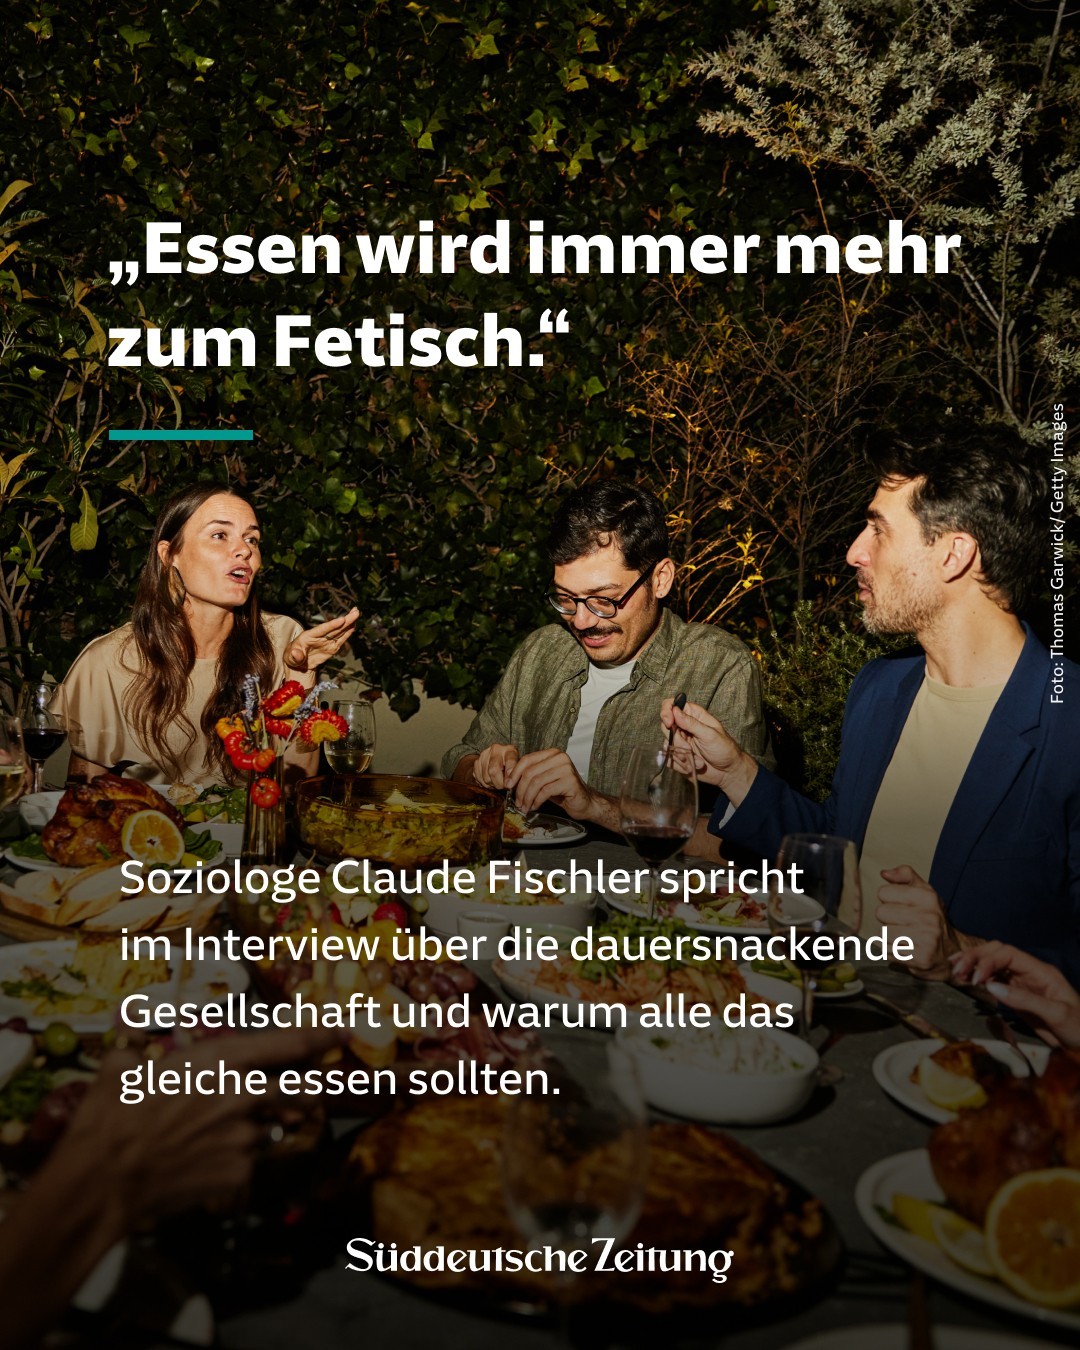 „Essen wird immer mehr
zum Fetisch.“
Foto: Thomas Garwick/ Getty Images
Soziologe Claude Fischler spricht
im Interview über die dauersnackende
Gesellschaft und warum alle das
gleiche essen sollten.
Süddeutsche Zeitung